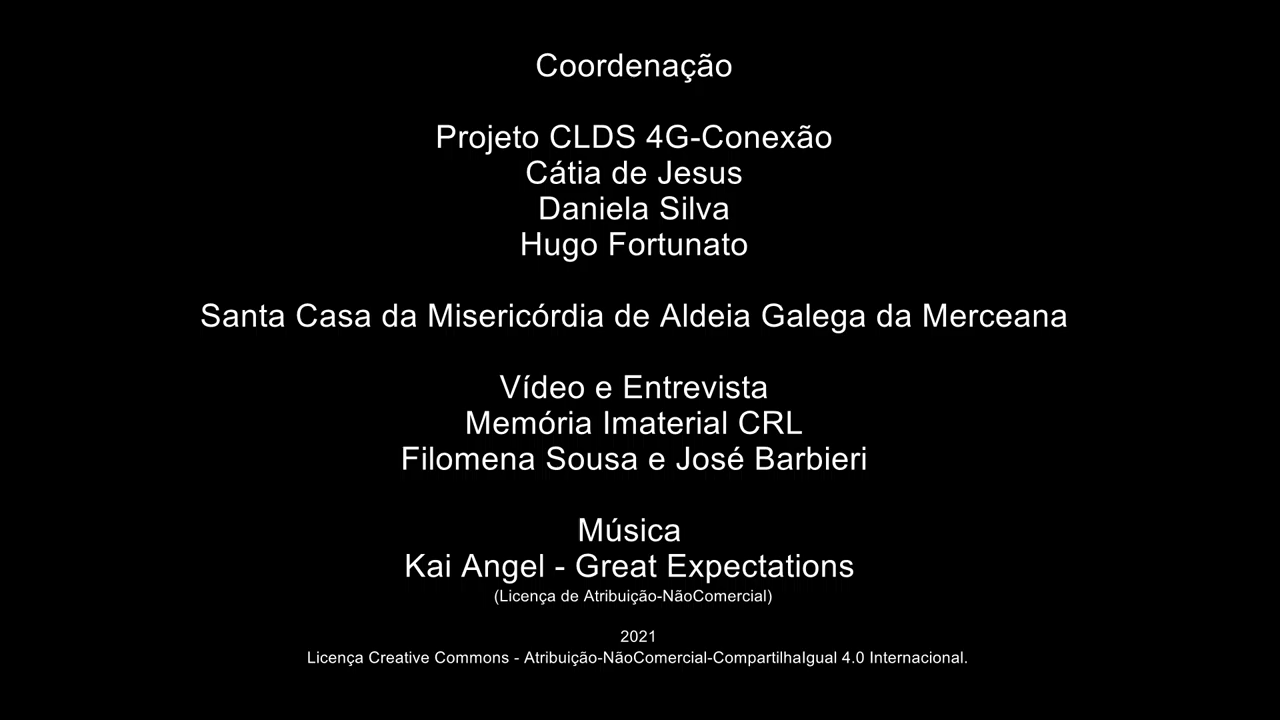 Coordenação
Projeto CLDS 4G-Conexão
Cátia de Jesus
Daniela Silva
Hugo Fortunato
Santa Casa da Misericórdia de Aldeia Galega da Merceana
Vídeo e Entrevista
Memória Imaterial CRL
Filomena Sousa e José Barbieri
Música
Kai Angel - Great Expectations
(Licença de Atribuição-NãoComercial)
2021
Licença Creative Commons - Atribuição-NãoComercial-CompartilhaIgual 4.0 Internacional.